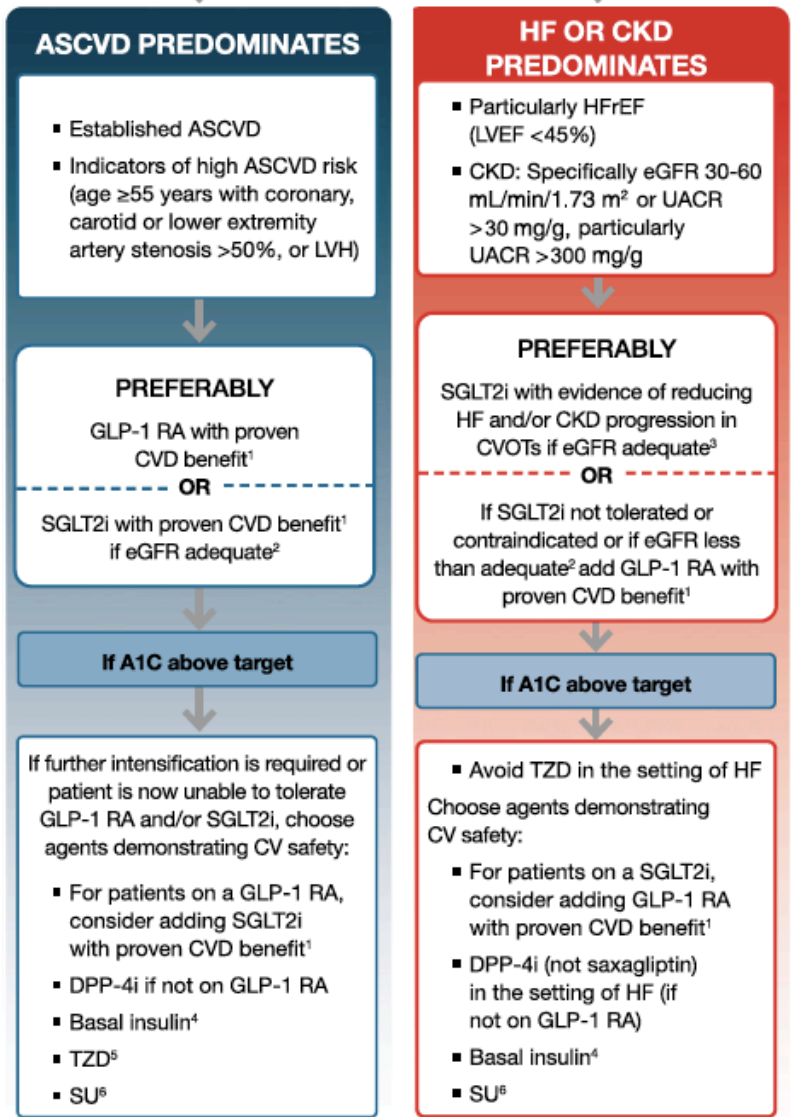 ASCVD PREDOMINATES
▪ Established ASCVD
▪ Indicators of high ASCVD risk
(age ≥55 years with coronary,
carotid or lower extremity
artery stenosis >50%, or LVH)
PREFERABLY
GLP-1 RA with proven
CVD benefit¹
OR
SGLT2i with proven CVD benefit¹
if eGFR adequate²
If A1C above target
If further intensification is required or
patient is now unable to tolerate
GLP-1 RA and/or SGLT2i, choose
agents demonstrating CV safety:
▪ For patients on a GLP-1 RA,
consider adding SGLT2i
with proven CVD benefit¹
▪ DPP-4i if not on GLP-1 RA
▪ Basal insulin⁴
▪ TZD⁵
▪ SU⁶
HF OR CKD
PREDOMINATES
▪ Particularly HFrEF
(LVEF <45%)
▪ CKD: Specifically eGFR 30-60
mL/min/1.73 m² or UACR
>30 mg/g, particularly
UACR >300 mg/g
PREFERABLY
SGLT2i with evidence of reducing
HF and/or CKD progression in
CVOTs if eGFR adequate³
OR
If SGLT2i not tolerated or
contraindicated or if eGFR less
than adequate² add GLP-1 RA with
proven CVD benefit¹
If A1C above target
▪ Avoid TZD in the setting of HF
Choose agents demonstrating
CV safety:
▪ For patients on a SGLT2i,
consider adding GLP-1 RA
with proven CVD benefit¹
▪ DPP-4i (not saxagliptin)
in the setting of HF (if
not on GLP-1 RA)
▪ Basal insulin⁴
▪ SU⁶